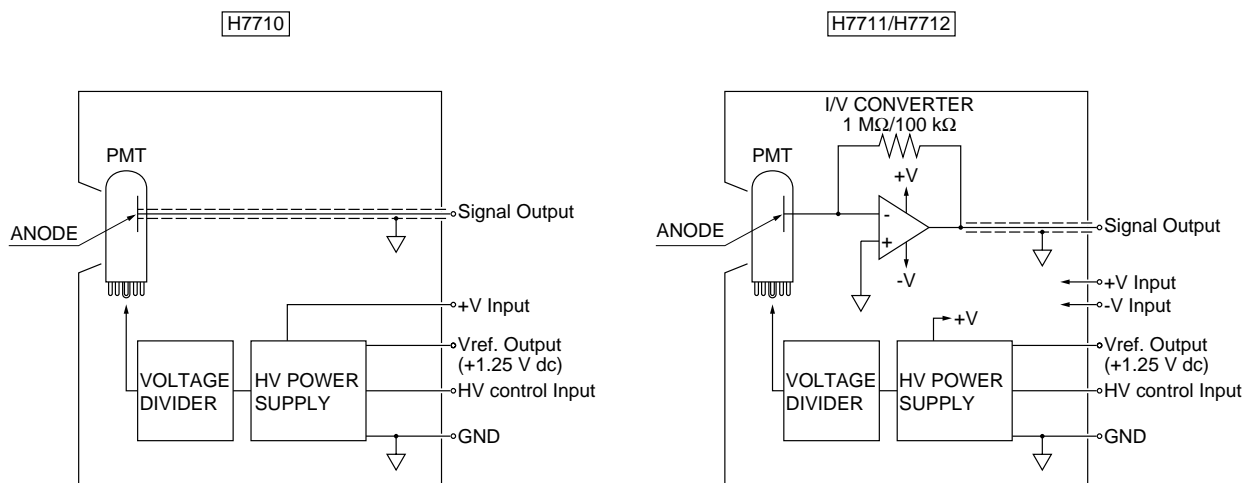 H7710
PMT
ANODE
Signal Output
+V Input
Vref. Output
(+1.25 V dc)
HV control Input
GND
VOLTAGE
DIVIDER
HV POWER
SUPPLY
H7711/H7712
I/V CONVERTER
1 MΩ/100 kΩ
PMT
+V
-
+
-V
ANODE
Signal Output
+V Input
-V Input
+V
Vref. Output
(+1.25 V dc)
HV control Input
GND
VOLTAGE
DIVIDER
HV POWER
SUPPLY